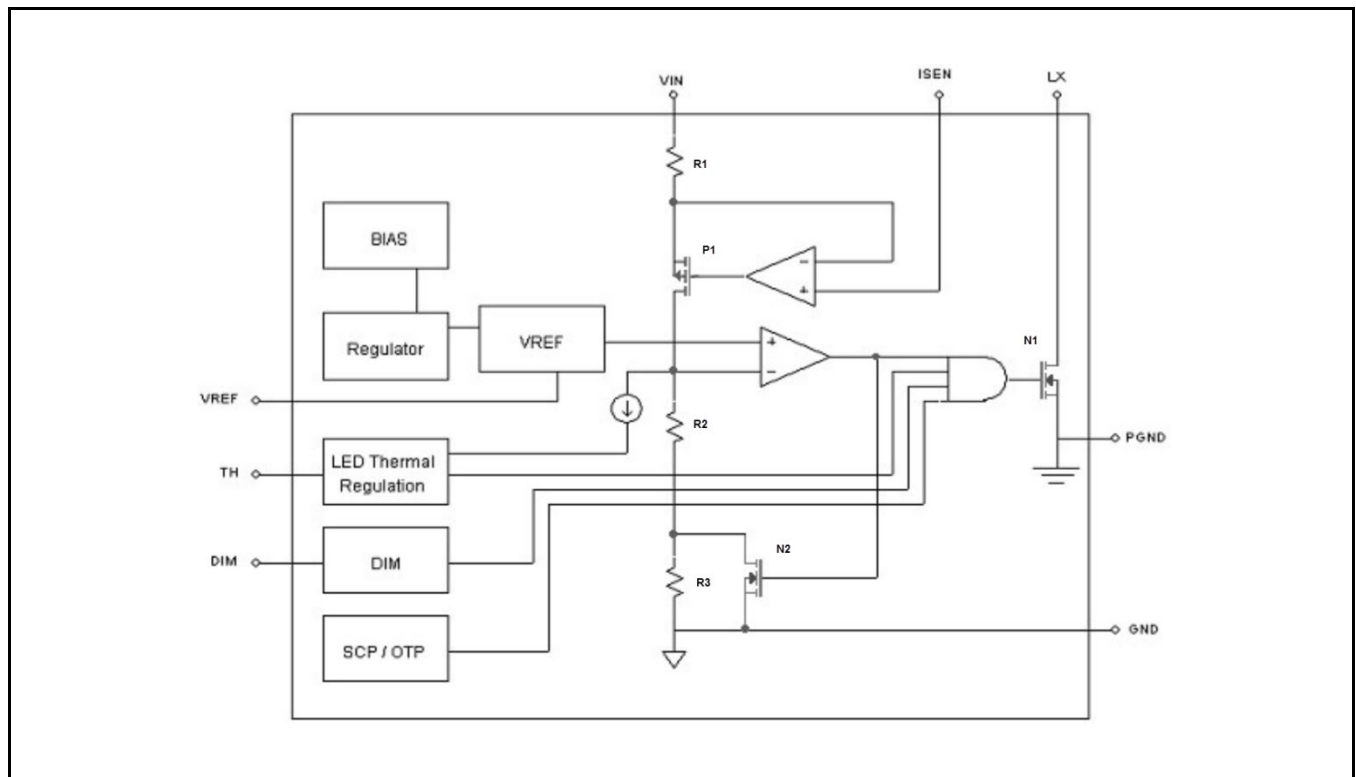 VIN
ISEN
LX
R1
BIAS
P1
−
+
Regulator
VREF
+
−
N1
VREF
R2
PGND
TH
LED Thermal
Regulation
DIM
DIM
N2
R3
GND
SCP / OTP